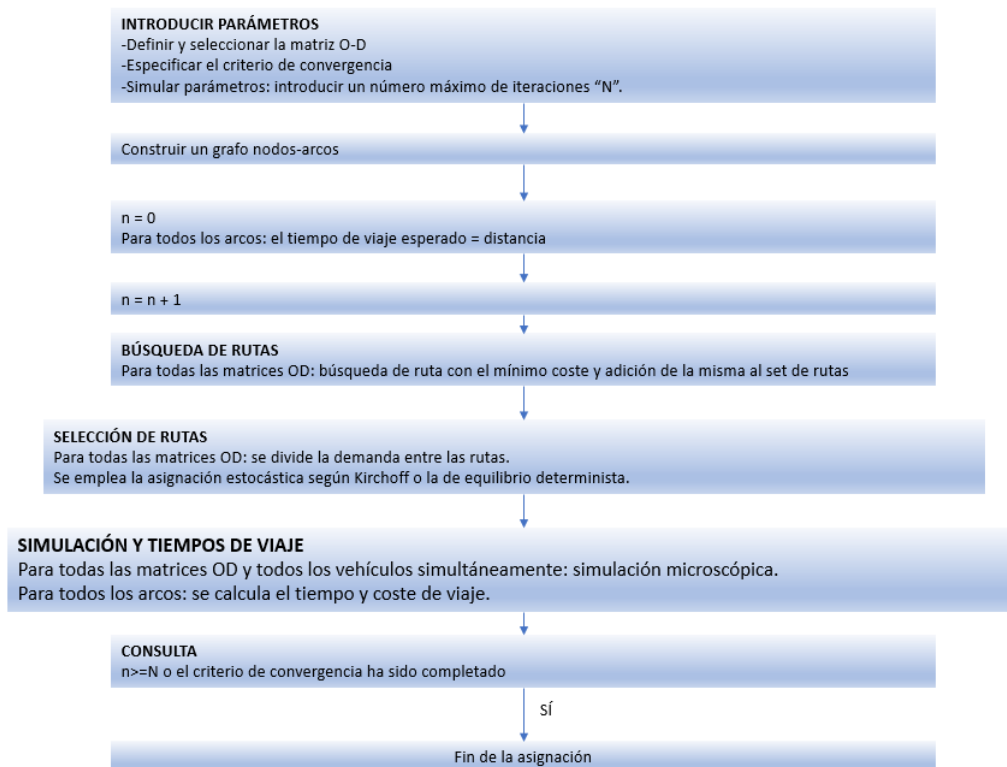 INTRODUCIR PARÁMETROS
-Definir y seleccionar la matriz O-D
-Especificar el criterio de convergencia
-Simular parámetros: introducir un número máximo de iteraciones “N”.
Construir un grafo nodos-arcos
n = 0
Para todos los arcos: el tiempo de viaje esperado = distancia
n = n + 1
BÚSQUEDA DE RUTAS
Para todas las matrices OD: búsqueda de ruta con el mínimo coste y adición de la misma al set de rutas
SELECCIÓN DE RUTAS
Para todas las matrices OD: se divide la demanda entre las rutas.
Se emplea la asignación estocástica según Kirchoff o la de equilibrio determinista.
SIMULACIÓN Y TIEMPOS DE VIAJE
Para todas las matrices OD y todos los vehículos simultáneamente: simulación microscópica.
Para todos los arcos: se calcula el tiempo y coste de viaje.
CONSULTA
n>=N o el criterio de convergencia ha sido completado
SÍ
Fin de la asignación